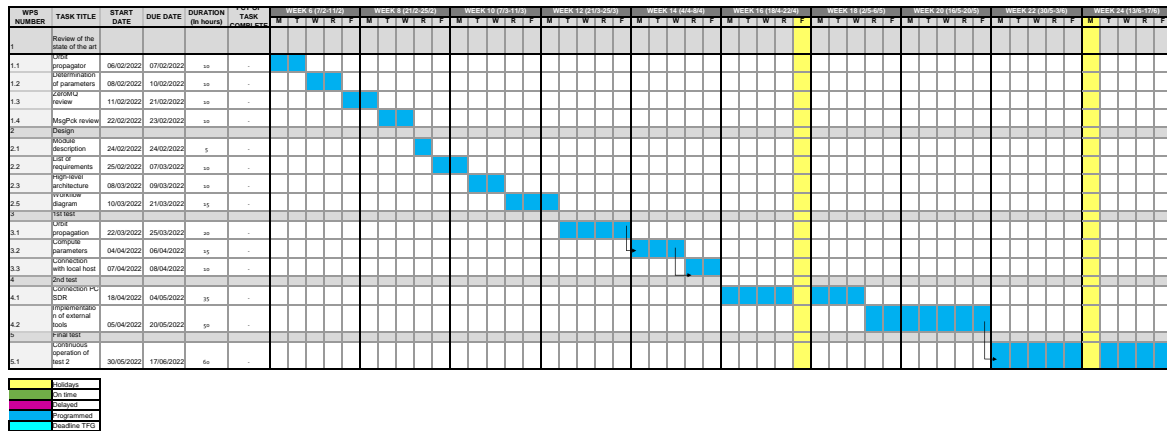 WPS NUMBER TASK TITLE START DATE DUE DATE DURATION (In hours) TASK COMPLETE WEEK 6 (7/2-11/2) WEEK 8 (21/2-25/2) WEEK 10 (7/3-11/3) WEEK 12 (21/3-25/3) WEEK 14 (4/4-8/4) WEEK 16 (18/4-22/4) WEEK 18 (2/5-6/5) WEEK 20 (16/5-20/5) WEEK 22 (30/5-3/6) WEEK 24 (13/6-17/6)
M T W R F M T W R F M T W R F M T W R F M T W R F M T W R F M T W R F M T W R F M T W R F M T W R F
1 Review of the
state of the art
1.1 Orbit
propagator 06/02/2022 07/02/2022 10 -
1.2 Determination
of parameters 08/02/2022 10/02/2022 10 -
1.3 ZeroMQ
review 11/02/2022 21/02/2022 10 -
1.4 MsgPck review 22/02/2022 23/02/2022 10 -
2 Design
2.1 Module
description 24/02/2022 24/02/2022 5 -
2.2 List of
requirements 25/02/2022 07/03/2022 10 -
2.3 High-level
architecture 08/03/2022 09/03/2022 10 -
2.5 Workflow
diagram 10/03/2022 21/03/2022 15 -
3 1st test
3.1 Orbit
propagation 22/03/2022 25/03/2022 20 -
3.2 Compute
parameters 04/04/2022 06/04/2022 15 -
3.3 Connection
with local host 07/04/2022 08/04/2022 10 -
4 2nd test
4.1 Connection PC
SDR 18/04/2022 04/05/2022 35 -
4.2 Implementatio
n of external
tools 05/04/2022 20/05/2022 50 -
5 Final test
5.1 Continuous
operation of
test 2 30/05/2022 17/06/2022 60 -
Holidays
On time
Delayed
Programmed
Deadline TFG